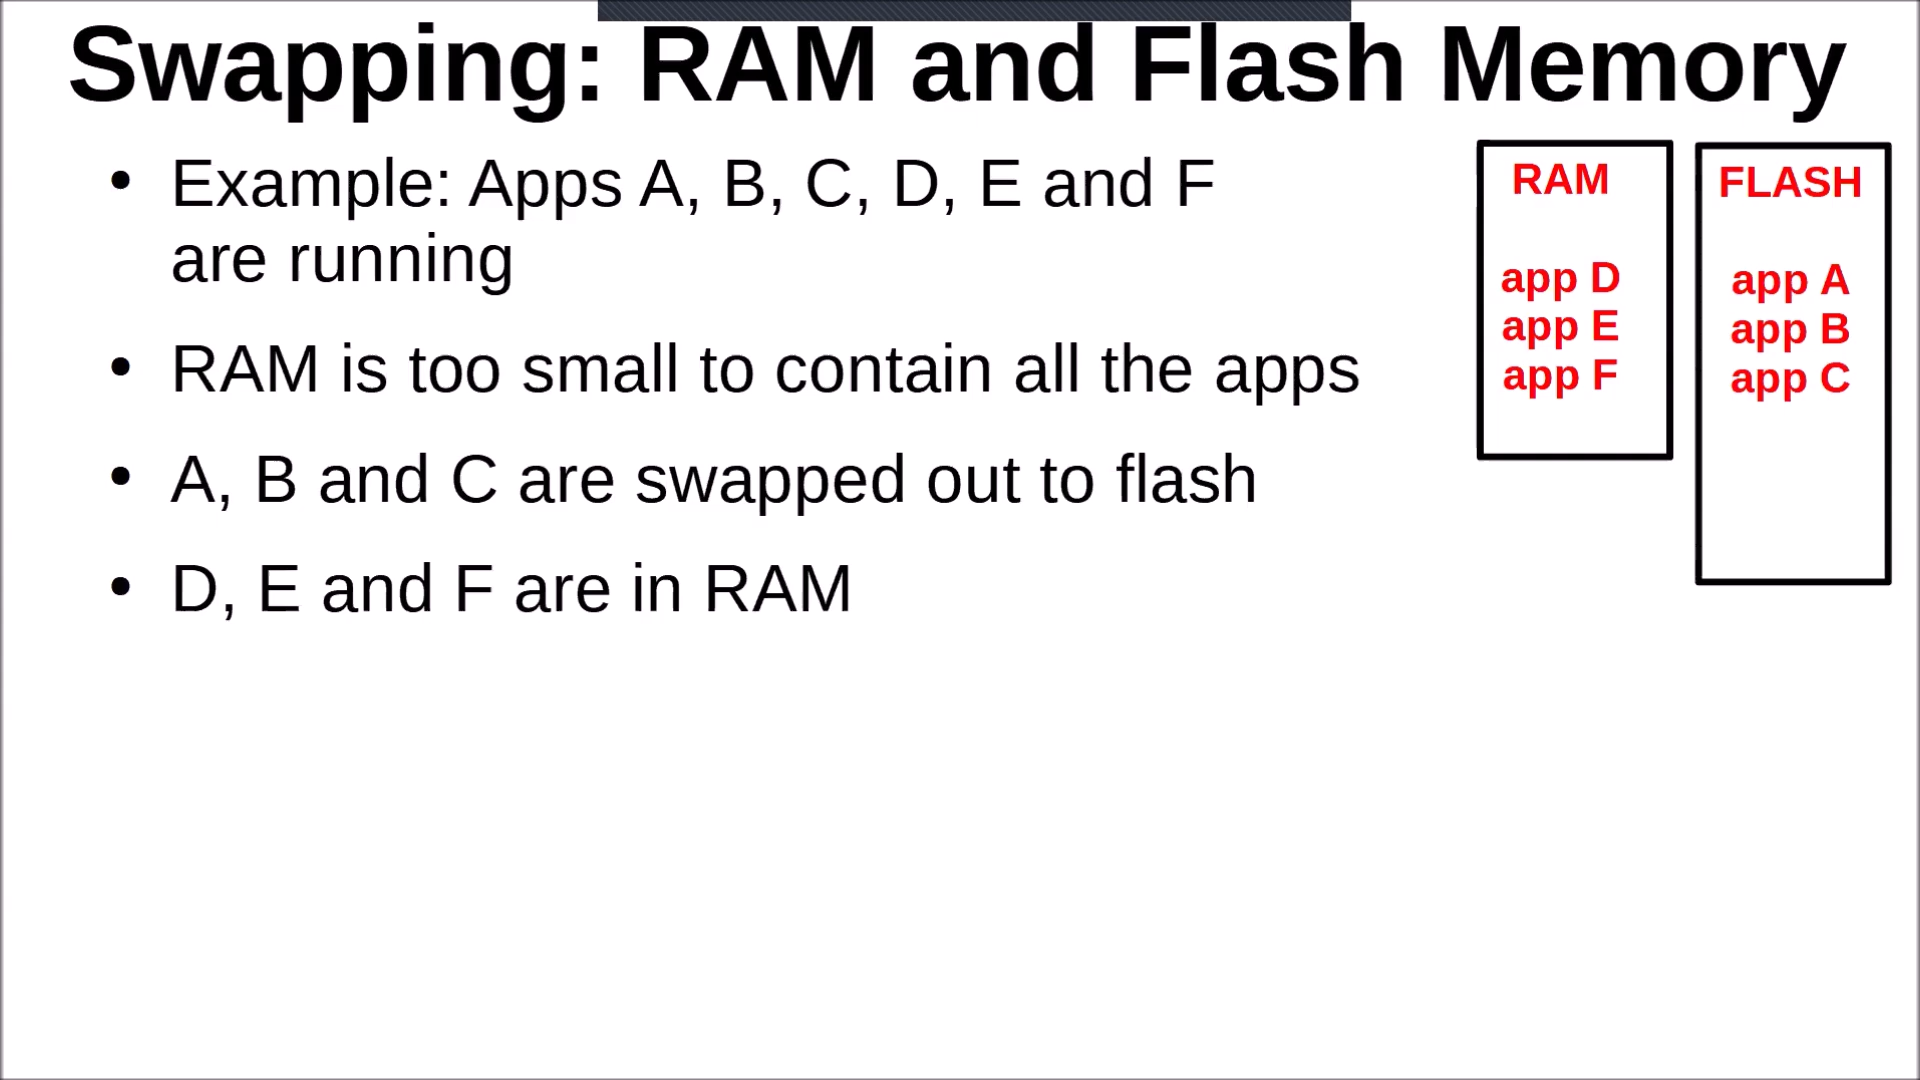 Swapping: RAM and Flash Memory
• Example: Apps A, B, C, D, E and F
are running
• RAM is too small to contain all the apps
• A, B and C are swapped out to flash
• D, E and F are in RAM
RAM
app D
app E
app F
FLASH
app A
app B
app C